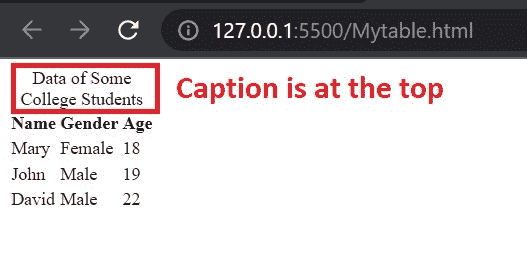 127.0.0.1:5500/Mytable.html
Data of Some
College Students
Caption is at the top
Name Gender Age
Mary Female 18
John Male 19
David Male 22